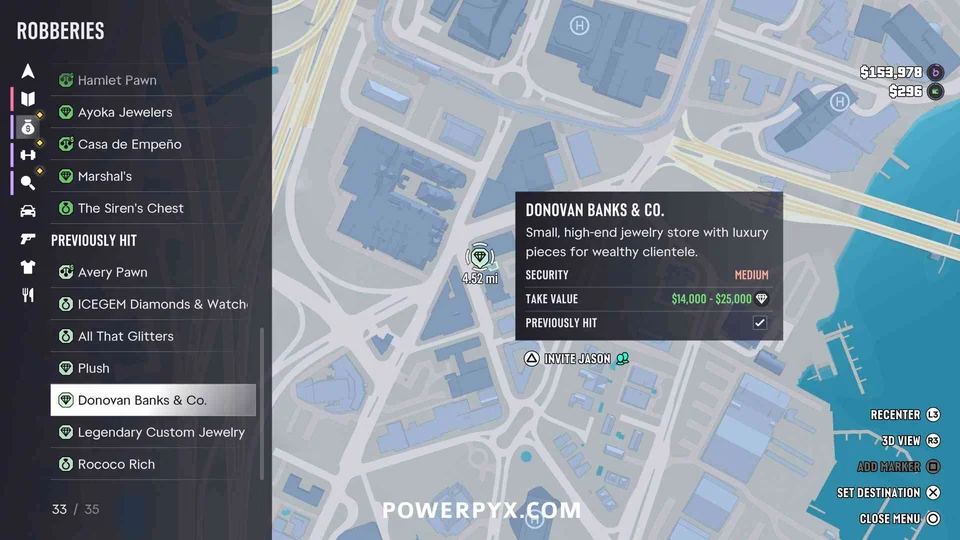 ROBBERIES
Hamlet Pawn
Ayoka Jewelers
Casa de Empeño
Marshal's
The Siren's Chest
PREVIOUSLY HIT
Avery Pawn
ICEGEM Diamonds & Watch
All That Glitters
Plush
Donovan Banks & Co.
Legendary Custom Jewelry
Rococo Rich
33 / 35
H
H
$153,978
$296
4.52 mi
DONOVAN BANKS & CO.
Small, high-end jewelry store with luxury
pieces for wealthy clientele.
SECURITY MEDIUM
TAKE VALUE $14,000 - $25,000
PREVIOUSLY HIT
INVITE JASON
RECENTER L3
3D VIEW R3
ADD MARKER
SET DESTINATION
CLOSE MENU
H
POWERPYX.COM